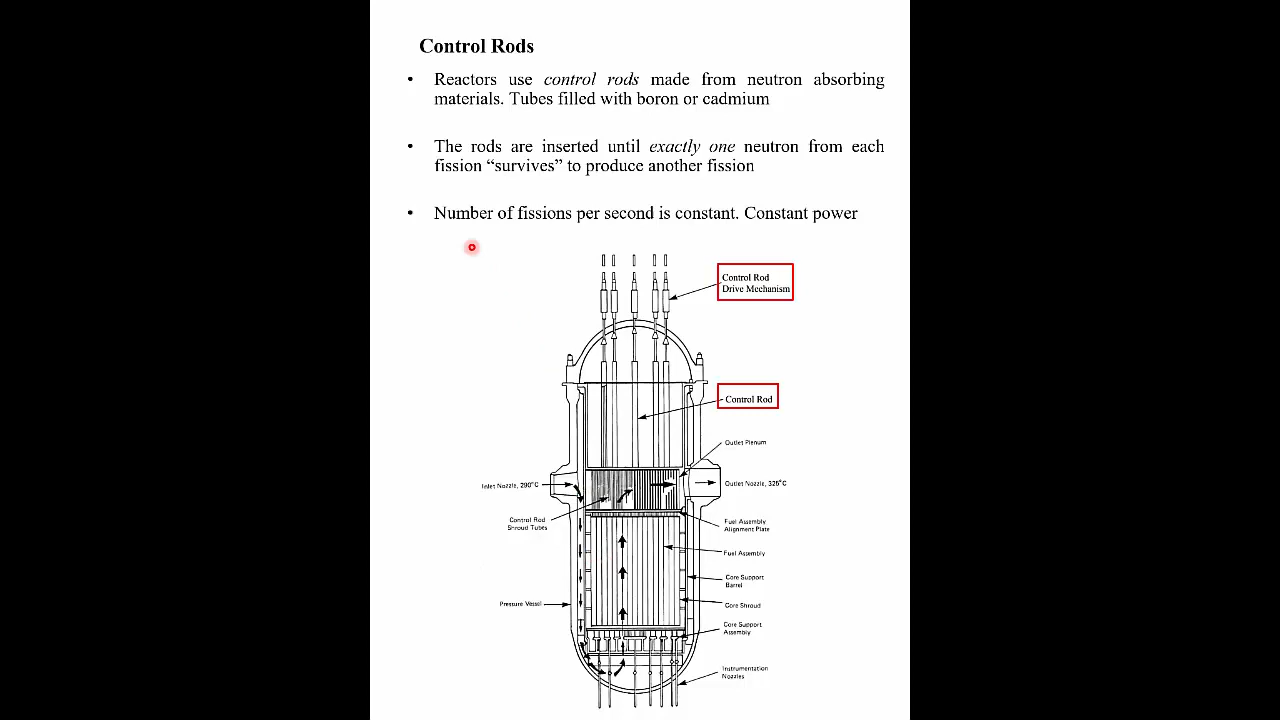 Control Rods
• Reactors use control rods made from neutron absorbing
materials. Tubes filled with boron or cadmium
• The rods are inserted until exactly one neutron from each
fission “survives” to produce another fission
• Number of fissions per second is constant. Constant power
Control Rod
Drive Mechanism
Control Rod
Outlet Plenum
Inlet Nozzle, 290°C
Outlet Nozzle, 325°C
Control Rod
Shroud Tubes
Fuel Assembly
Alignment Plate
Fuel Assembly
Core Support
Barrel
Pressure Vessel
Core Shroud
Core Support
Assembly
Instrumentation
Nozzles